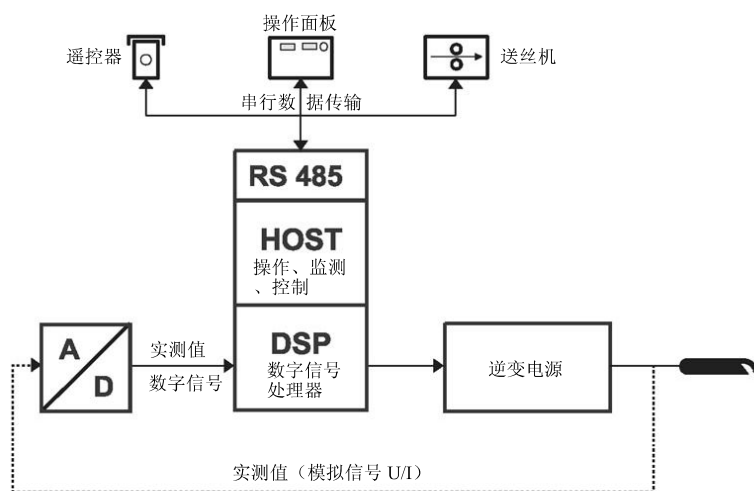 操作面板
遥控器
送丝机
串行数 据传输
RS 485
HOST
操作、监测
、控制
A
D
实测值
数字信号
DSP
数字信号
处理器
逆变电源
实测值（模拟信号 U/I）